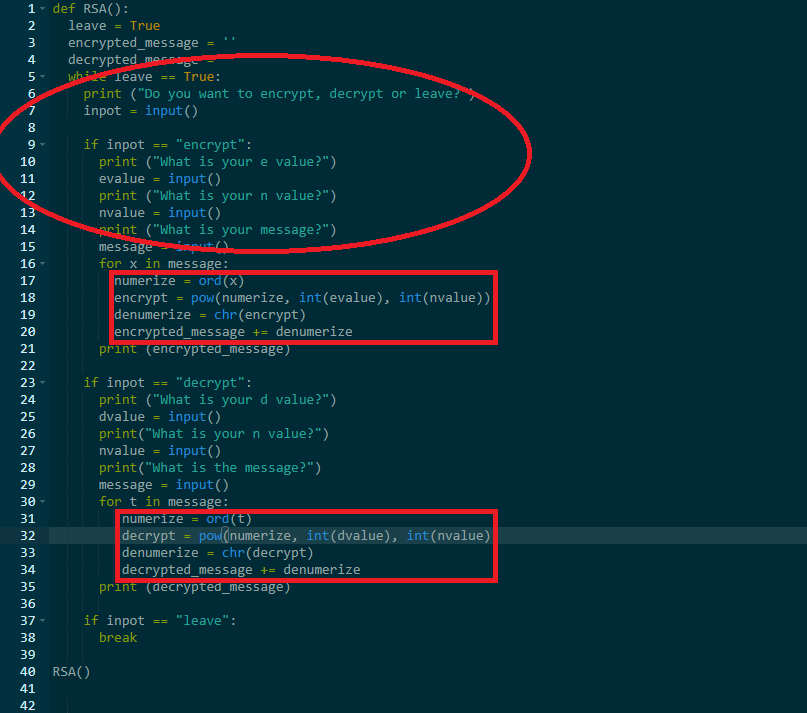 1 def RSA():
2 leave = True
3 encrypted_message = ''
4 decrypted_message =
5 while leave == True:
6 print ("Do you want to encrypt, decrypt or leave?")
7 inpot = input()
8
9 if inpot == "encrypt":
10 print ("What is your e value?")
11 evalue = input()
12 print ("What is your n value?")
13 nvalue = input()
14 print ("What is your message?")
15 message = input()
16 for x in message:
17 numerize = ord(x)
18 encrypt = pow(numerize, int(evalue), int(nvalue))
19 denumerize = chr(encrypt)
20 encrypted_message += denumerize
21 print (encrypted_message)
22
23 if inpot == "decrypt":
24 print ("What is your d value?")
25 dvalue = input()
26 print("What is your n value?")
27 nvalue = input()
28 print("What is the message?")
29 message = input()
30 for t in message:
31 numerize = ord(t)
32 decrypt = pow(numerize, int(dvalue), int(nvalue)
33 denumerize = chr(decrypt)
34 decrypted_message += denumerize
35 print (decrypted_message)
36
37 if inpot == "leave":
38 break
39
40 RSA()
41
42